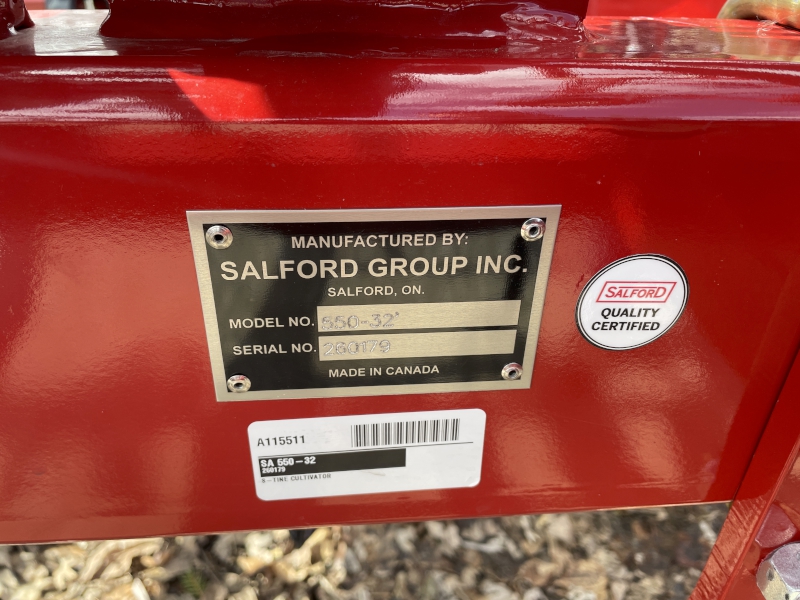 MANUFACTURED BY:
SALFORD GROUP INC.
SALFORD, ON.
MODEL NO. 550-32'
SERIAL NO. 260179
MADE IN CANADA
SALFORD
QUALITY
CERTIFIED
A115511
SA 550-32
260179
S-TINE CULTIVATOR